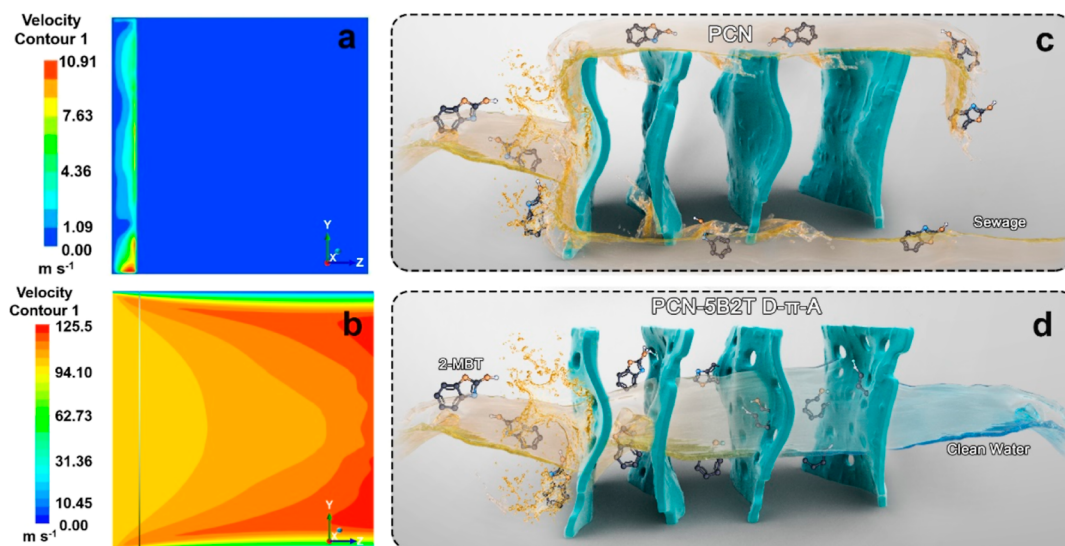 Velocity
Contour 1
10.91
7.63
4.36
1.09
0.00
m s⁻¹
a
Y
X
Z
Velocity
Contour 1
125.5
94.10
62.73
31.36
10.45
0.00
m s⁻¹
b
Y
Z
PCN
c
Sewage
PCN-5B2T D-π-A
d
2-MBT
Clean Water